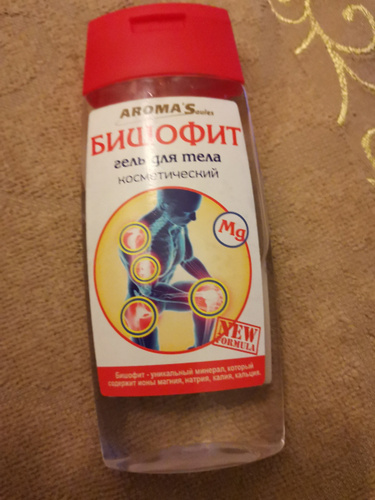 AROMA'Saules
БИШОФИТ
гель для тела
косметический
Mg
NEW
FORMULA
Бишофит - уникальный минерал, который
содержит ионы магния, натрия, калия, кальция.